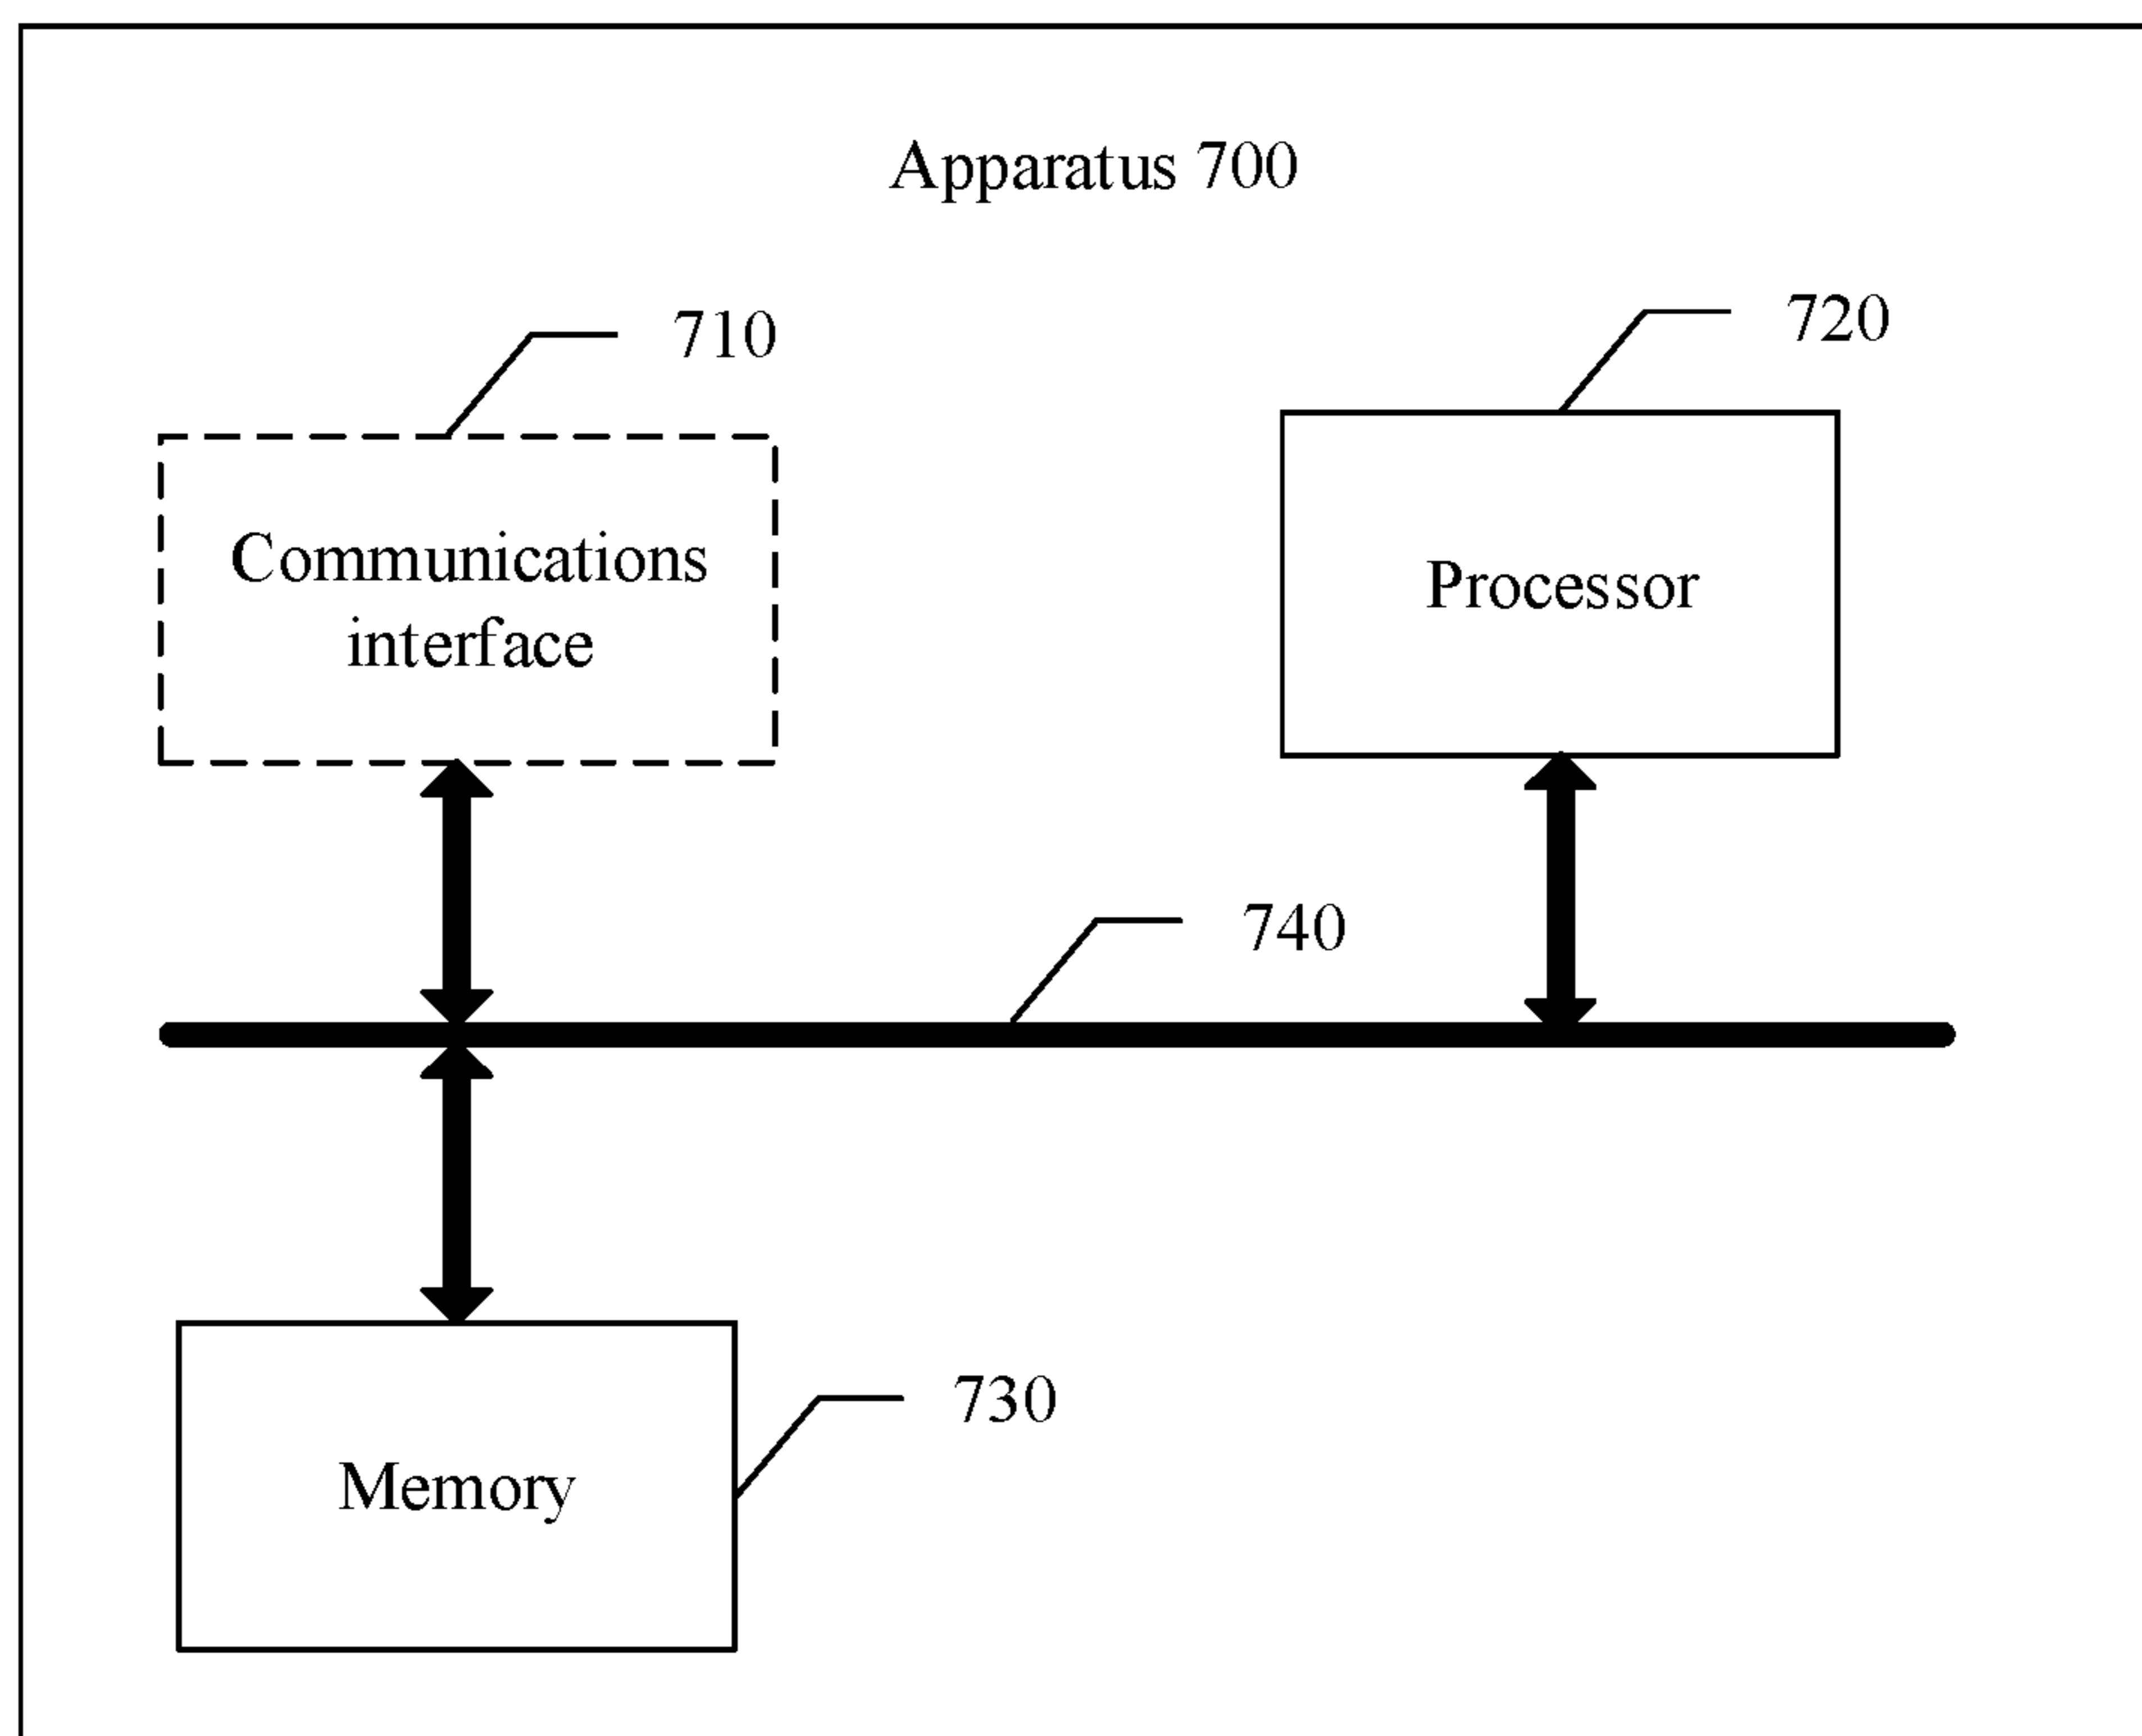 Apparatus 700
710
720
Communications
interface
Processor
740
730
Memory